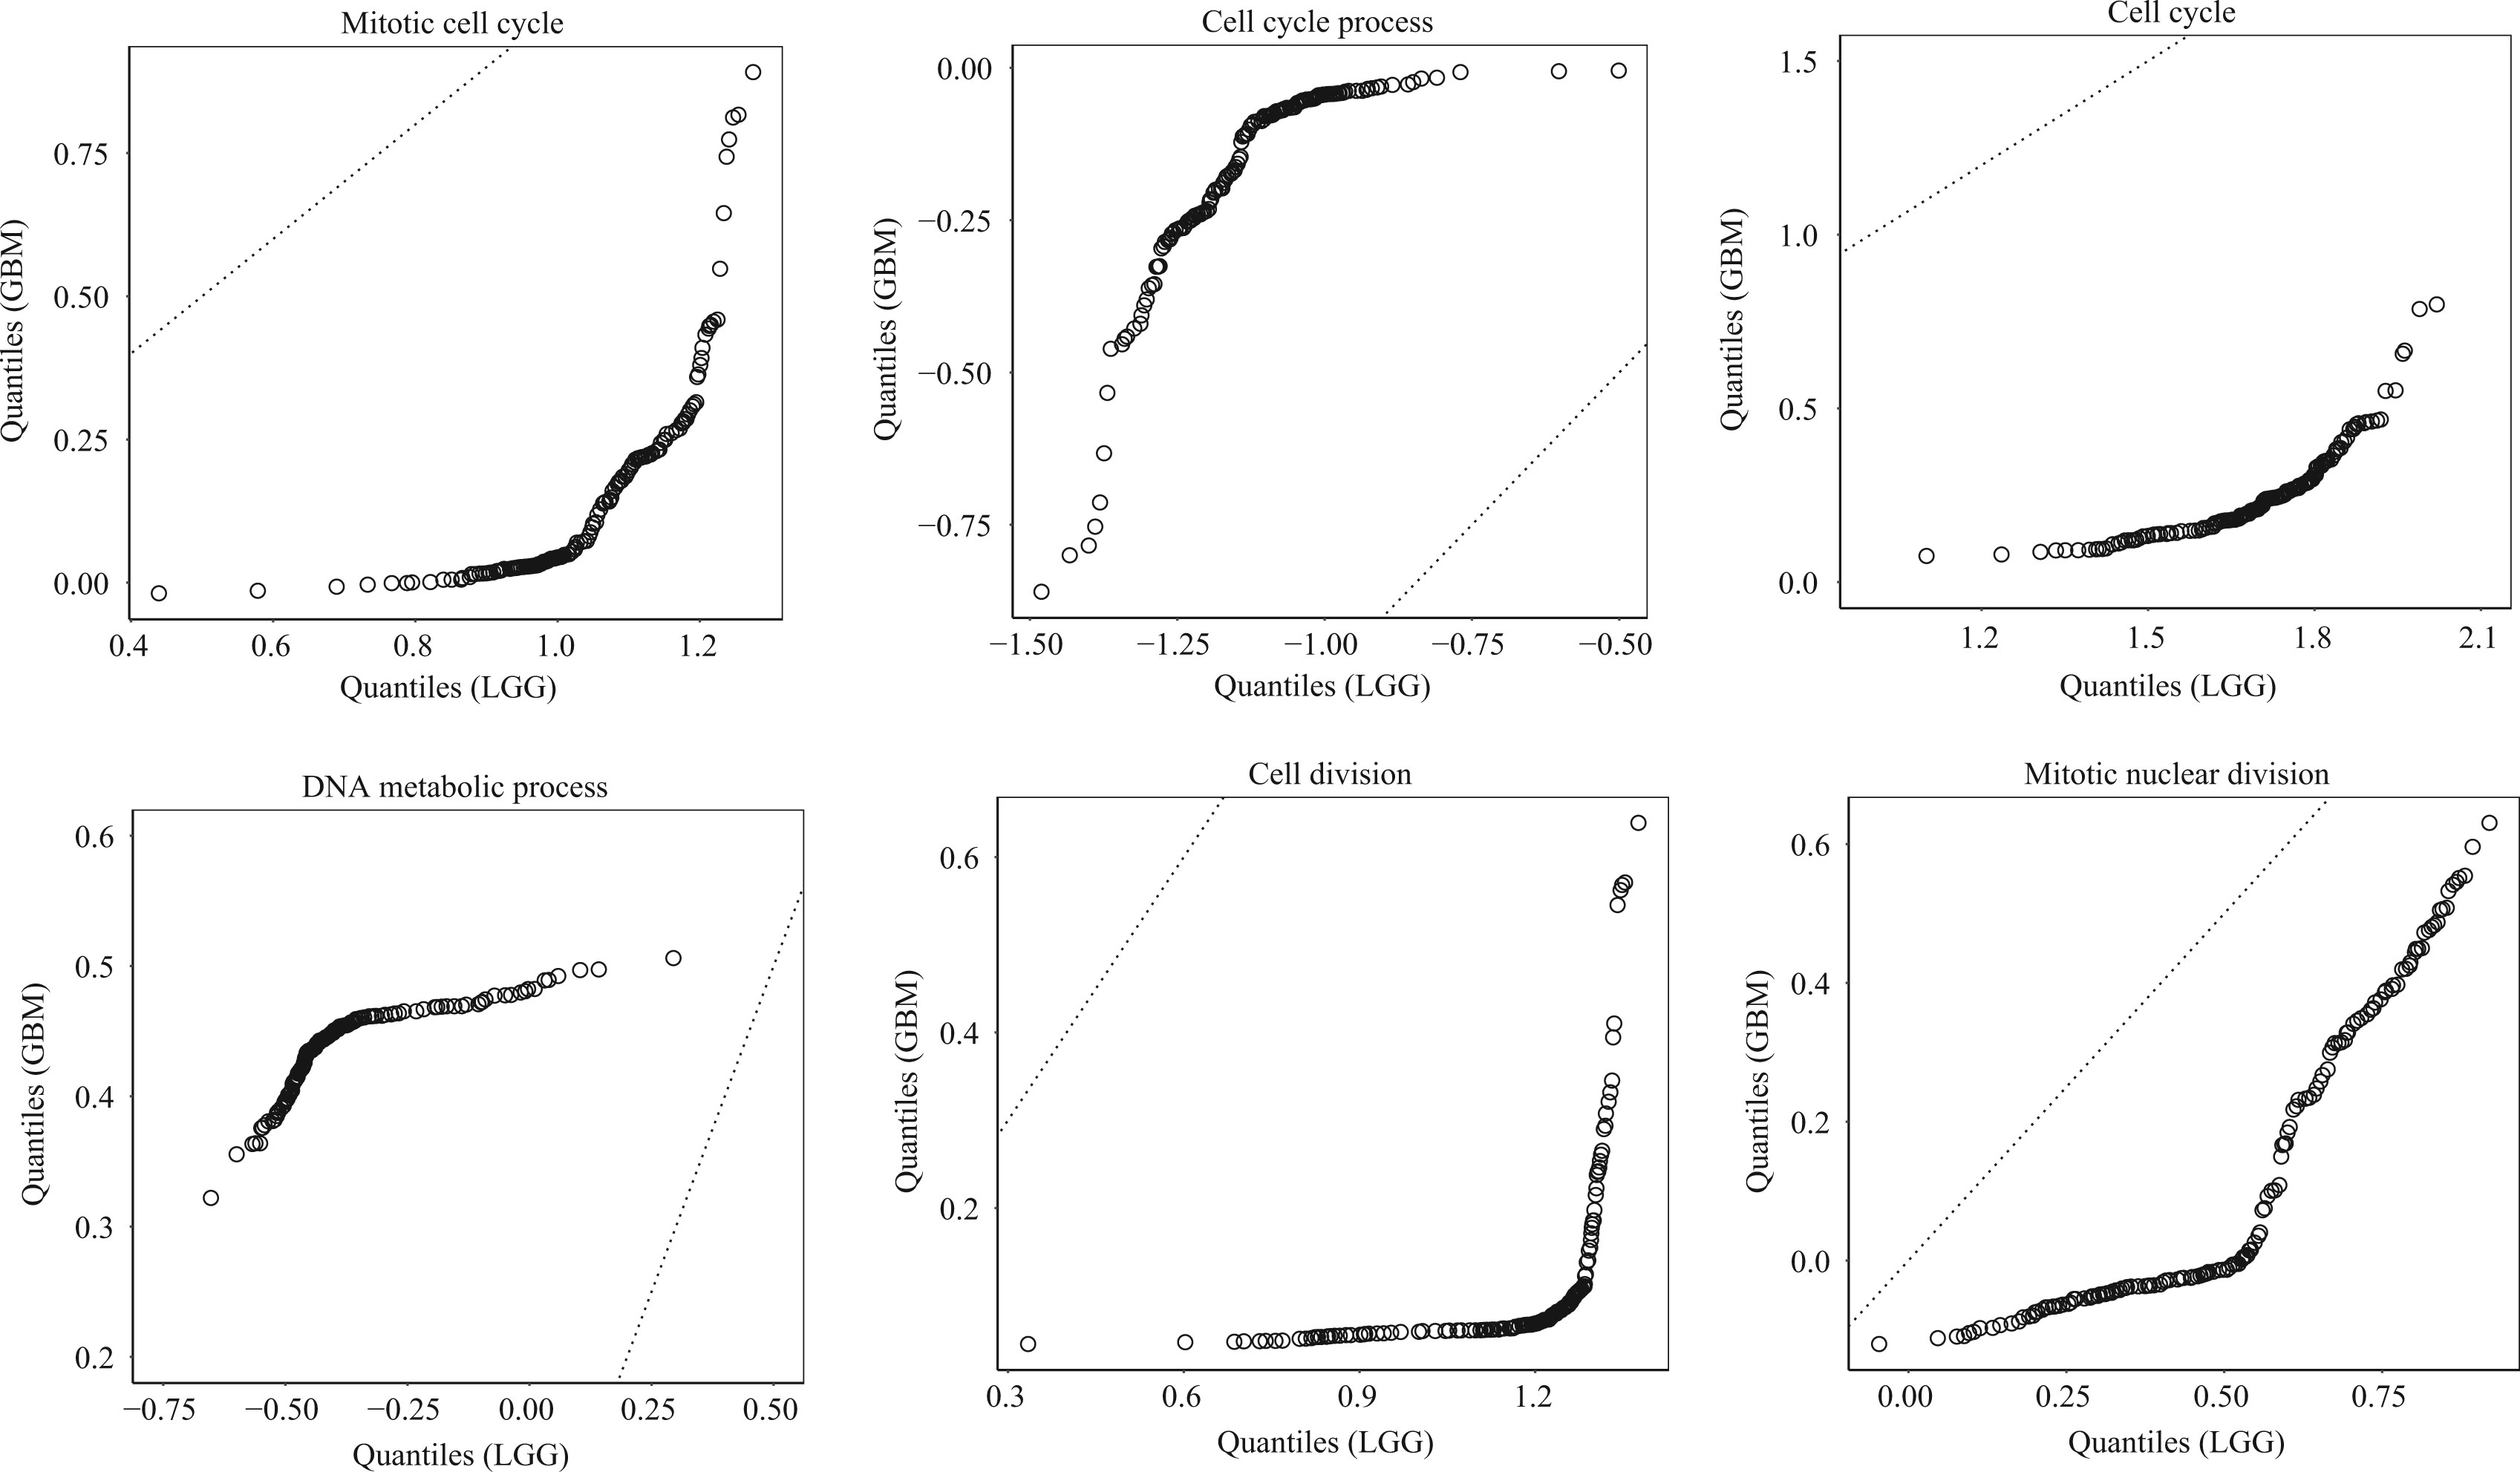 Mitotic cell cycle
Quantiles (GBM)
0.75
0.50
0.25
0.00
0.4 0.6 0.8 1.0 1.2
Quantiles (LGG)
Cell cycle process
Quantiles (GBM)
0.00
−0.25
−0.50
−0.75
−1.50 −1.25 −1.00 −0.75 −0.50
Quantiles (LGG)
Cell cycle
Quantiles (GBM)
1.5
1.0
0.5
0.0
1.2 1.5 1.8 2.1
Quantiles (LGG)
DNA metabolic process
Quantiles (GBM)
0.6
0.5
0.4
0.3
0.2
−0.75 −0.50 −0.25 0.00 0.25 0.50
Quantiles (LGG)
Cell division
Quantiles (GBM)
0.6
0.4
0.2
0.3 0.6 0.9 1.2
Quantiles (LGG)
Mitotic nuclear division
Quantiles (GBM)
0.6
0.4
0.2
0.0
0.00 0.25 0.50 0.75
Quantiles (LGG)